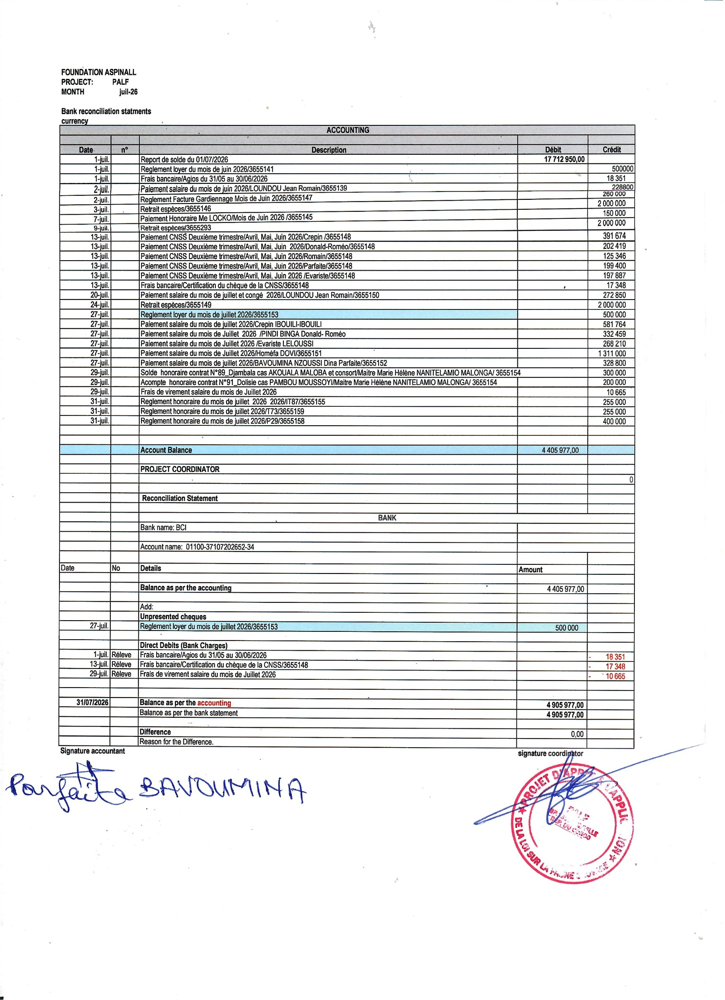 FOUNDATION ASPINALL
PROJECT: PALF
MONTH juil-26
Bank reconciliation statments
currency
ACCOUNTING
Date n° Description Débit Crédit
1-juil. Report de solde du 01/07/2026 17 712 950,00
1-juil. Reglement loyer du mois de juin 2026/3655141 500000
1-juil. Frais bancaire/Agios du 31/05 au 30/06/2026 18 351
2-juil. Paiement salaire du mois de juin 2026/LOUNDOU Jean Romain/3655139 228800
2-juil. Reglement Facture Gardiennage Mois de Juin 2026/3655147 260 000
3-juil. Retrait espèces/3655146 2 000 000
7-juil. Paiement Honoraire Me LOCKO/Mois de Juin 2026 /3655145 150 000
9-juil. Retrait espèces/3655293 2 000 000
13-juil. Paiement CNSS Deuxième trimestre/Avril, Mai, Juin 2026/Crepin /3655148 391 674
13-juil. Paiement CNSS Deuxième trimestre/Avril, Mai, Juin 2026/Donald-Roméo/3655148 202 419
13-juil. Paiement CNSS Deuxième trimestre/Avril, Mai, Juin 2026/Romain/3655148 125 346
13-juil. Paiement CNSS Deuxième trimestre/Avril, Mai, Juin 2026/Parfaite/3655148 199 400
13-juil. Paiement CNSS Deuxième trimestre/Avril, Mai, Juin 2026 /Evariste/3655148 197 887
13-juil. Frais bancaire/Certification du chèque de la CNSS/3655148 17 348
20-juil. Paiement salaire du mois de juillet et congé 2026/LOUNDOU Jean Romain/3655150 272 850
24-juil. Retrait espèces/3655149 2 000 000
27-juil. Reglement loyer du mois de juillet 2026/3655153 500 000
27-juil. Paiement salaire du mois de juillet 2026/Crepin IBOUILI-IBOUILI 581 764
27-juil. Paiement salaire du mois de Juillet 2026 /PINDI BINGA Donald- Roméo 332 459
27-juil. Paiement salaire du mois de Juillet 2026 /Evariste LELOUSSI 268 210
27-juil. Paiement salaire du mois de Juillet 2026/Homéfa DOVI/3655151 1 311 000
27-juil. Paiement salaire du mois de juillet 2026/BAVOUMINA NZOUSSI Dina Parfaite/3655152 328 800
29-juil. Solde honoraire contrat N°89_Djambala cas AKOUALA MALOBA et consort/Maitre Marie Hélène NANITELAMIO MALONGA/ 3655154 300 000
29-juil. Acompte honoraire contrat N°91_Dolisie cas PAMBOU MOUSSOYI/Maitre Marie Hélène NANITELAMIO MALONGA/ 3655154 200 000
29-juil. Frais de virement salaire du mois de Juillet 2026 10 665
31-juil. Reglement honoraire du mois de juillet 2026 2026/IT87/3655155 255 000
31-juil. Reglement honoraire du mois de juillet 2026/T73/3655159 255 000
31-juil. Reglement honoraire du mois de juillet 2026/P29/3655158 400 000
Account Balance 4 405 977,00
PROJECT COORDINATOR
0
Reconciliation Statement
BANK
Bank name: BCI
Account name: 01100-37107202652-34
Date No Details Amount
Balance as per the accounting 4 405 977,00
Add:
Unpresented cheques
27-juil. Reglement loyer du mois de juillet 2026/3655153 500 000
Direct Debits (Bank Charges)
1-juil. Réleve Frais bancaire/Agios du 31/05 au 30/06/2026 - 18 351
13-juil. Réleve Frais bancaire/Certification du chèque de la CNSS/3655148 - 17 348
29-juil. Réleve Frais de virement salaire du mois de Juillet 2026 - 10 665
31/07/2026 Balance as per the accounting 4 905 977,00
Balance as per the bank statement 4 905 977,00
Difference 0,00
Reason for the Difference.
Signature accountant signature coordinator
Parfaite BAVOUMINA
PROJET D'APPUI A L'APPLICATION
DE LA LOI SUR LA FAUNE
PALF
REP. DU CONGO